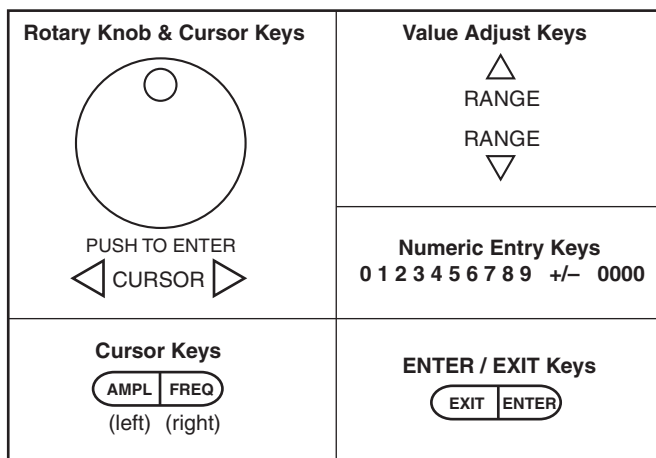 Rotary Knob & Cursor Keys
PUSH TO ENTER
CURSOR
Value Adjust Keys
RANGE
RANGE
Numeric Entry Keys
0 1 2 3 4 5 6 7 8 9 +/– 0000
Cursor Keys
AMPL FREQ
(left) (right)
ENTER / EXIT Keys
EXIT ENTER